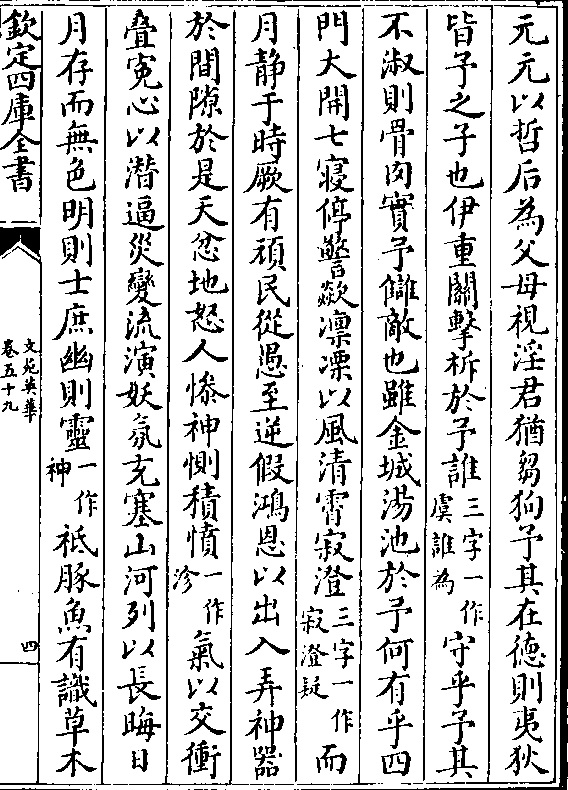 元元以哲后為父母視淫君猶芻狗予其在德則夷狄
皆予之子也伊重關擊柝於予誰三字一作虞誰為守乎予其
不淑則骨肉實予讎敵也雖金城湯池於予何有乎四
門大開七寢停警歘凛凓以風清霄寂澄三字一作寂澄疑而
月静于時厥有頑民從愚至逆假鴻恩以出入弄神器
於間隙於是天忿地怒人慘神惻積憤一作沴氣以交衝
疊寃心以潛逼災變流演妖氛充塞山河列以長晦日
月存而無色明則士庶幽則靈一作神祗豚魚有識草木
欽定四庫全書
文苑英華
卷五十九
四